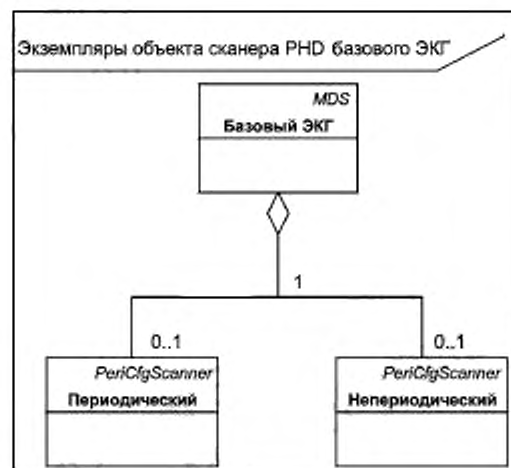 Экземпляры объекта сканера PHD базового ЭКГ
MDS
Базовый ЭКГ
1
0..1
0..1
PeriCfgScanner
Периодический
PeriCfgScanner
Непериодический